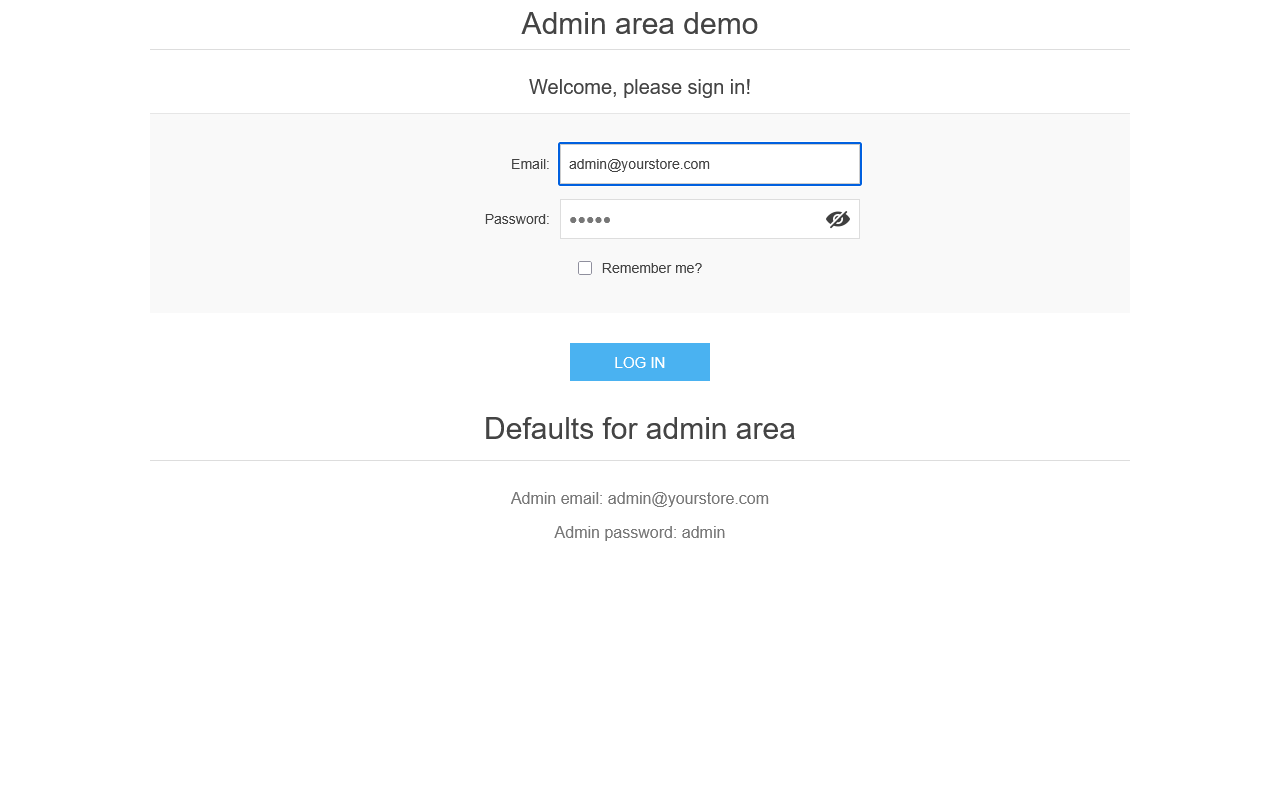 Admin area demo
Welcome, please sign in!
Email: admin@yourstore.com
Password: •••••
Remember me?
LOG IN
Defaults for admin area
Admin email: admin@yourstore.com
Admin password: admin